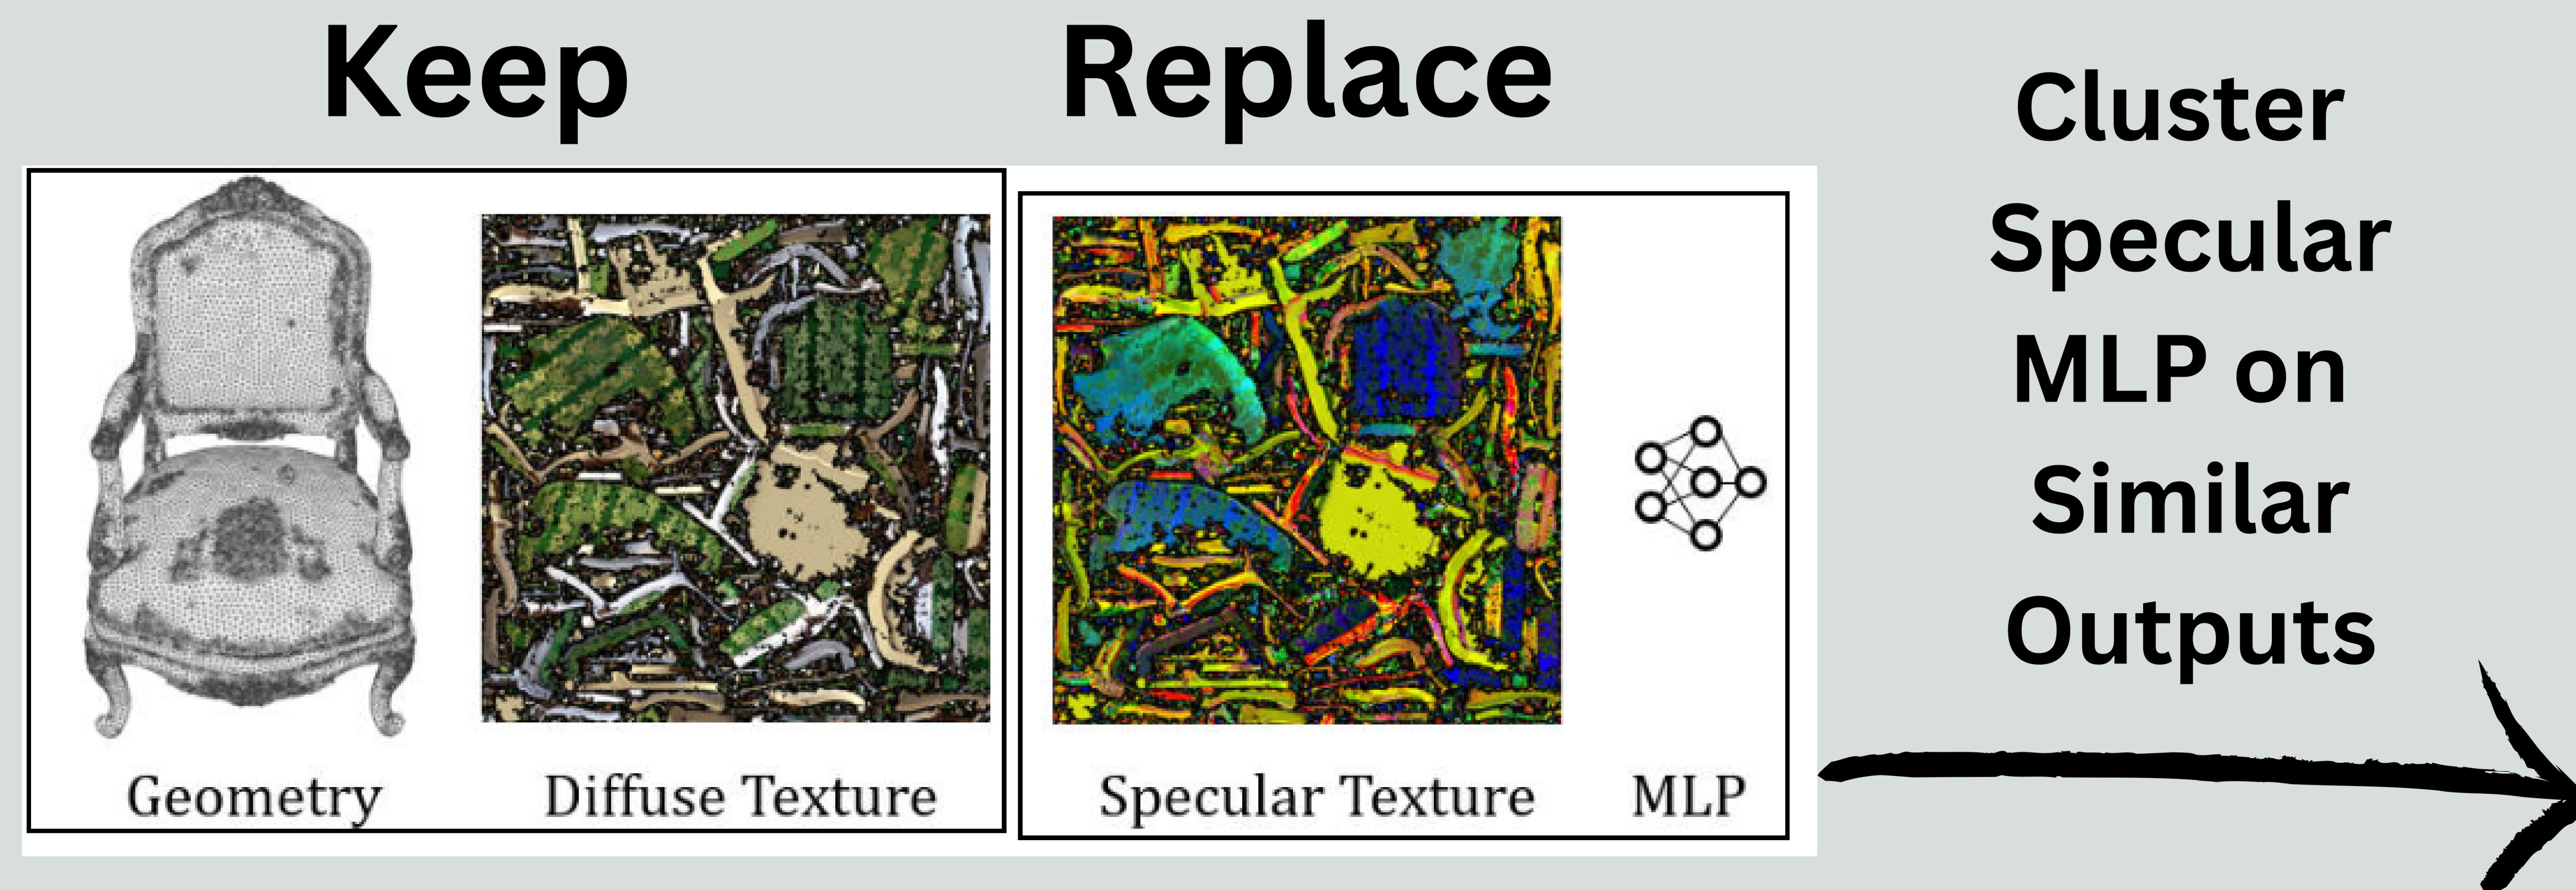 Keep
Replace
Geometry
Diffuse Texture
Specular Texture
MLP
Cluster
Specular
MLP on
Similar
Outputs